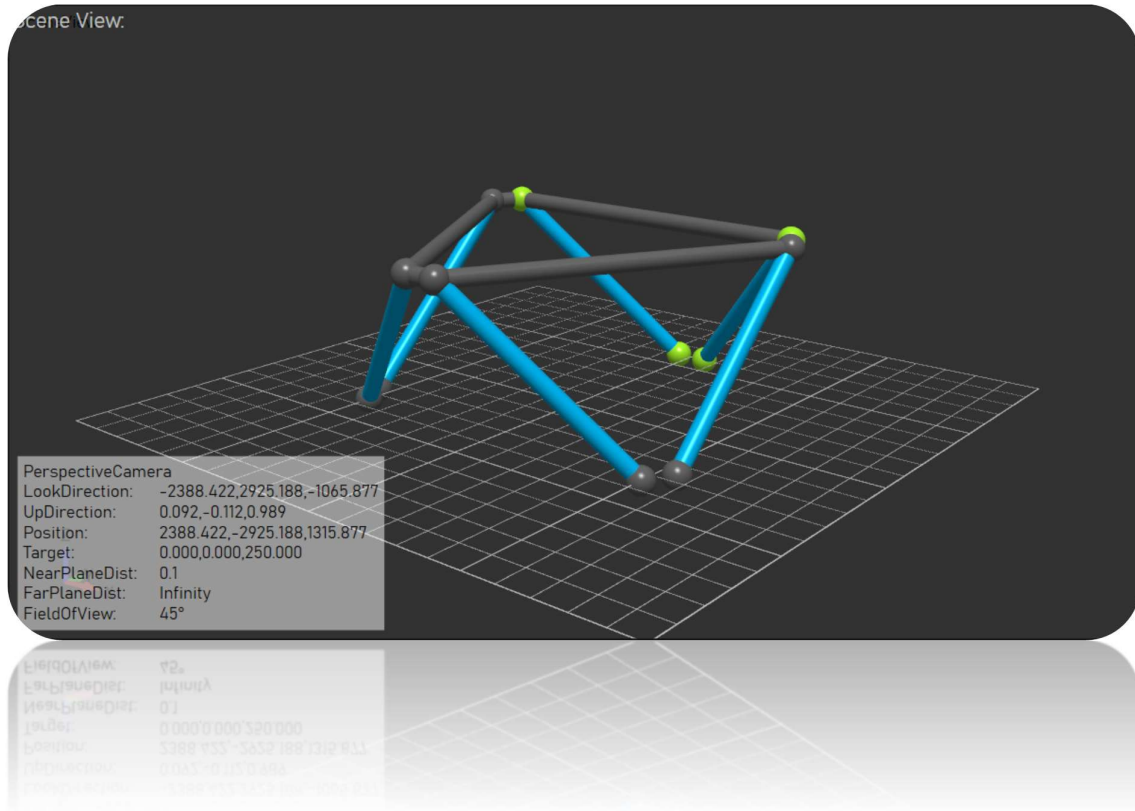 Scene View:
PerspectiveCamera
LookDirection: -2388.422,2925.188,-1065.877
UpDirection: 0.092,-0.112,0.989
Position: 2388.422,-2925.188,1315.877
Target: 0.000,0.000,250.000
NearPlaneDist: 0.1
FarPlaneDist: Infinity
FieldOfView: 45°